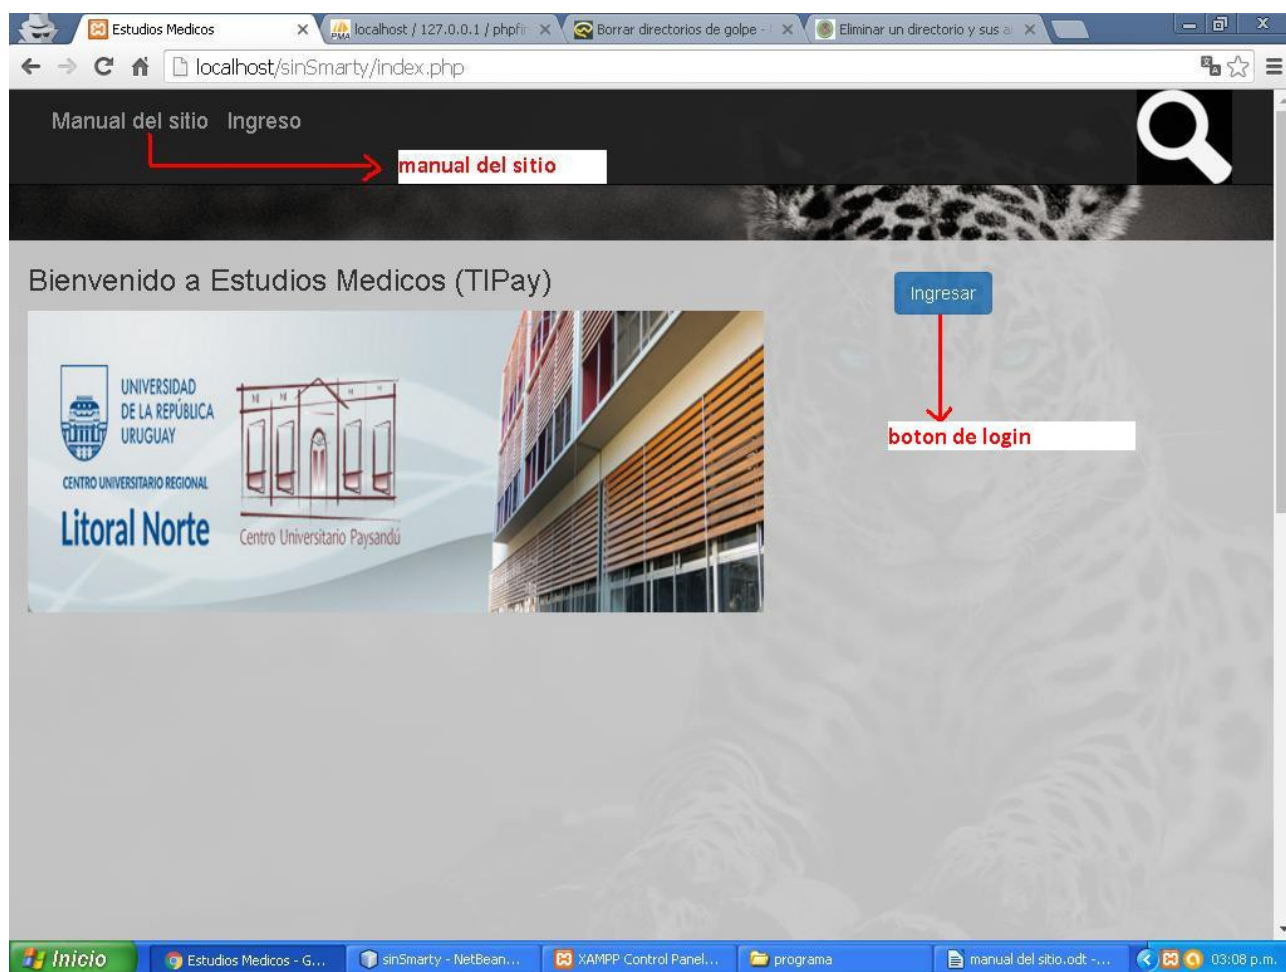 Estudios Medicos
localhost / 127.0.0.1 / phpfin
Borrar directorios de golpe -
Eliminar un directorio y sus a
localhost/sinSmarty/index.php
Manual del sitio Ingreso
manual del sitio
Bienvenido a Estudios Medicos (TIPay)
Ingresar
boton de login
UNIVERSIDAD
DE LA REPÚBLICA
URUGUAY
CENTRO UNIVERSITARIO REGIONAL
Litoral Norte
Centro Universitario Paysandú
Inicio
Estudios Medicos - G...
sinSmarty - NetBean...
XAMPP Control Panel...
programa
manual del sitio.odt -...
03:08 p.m.